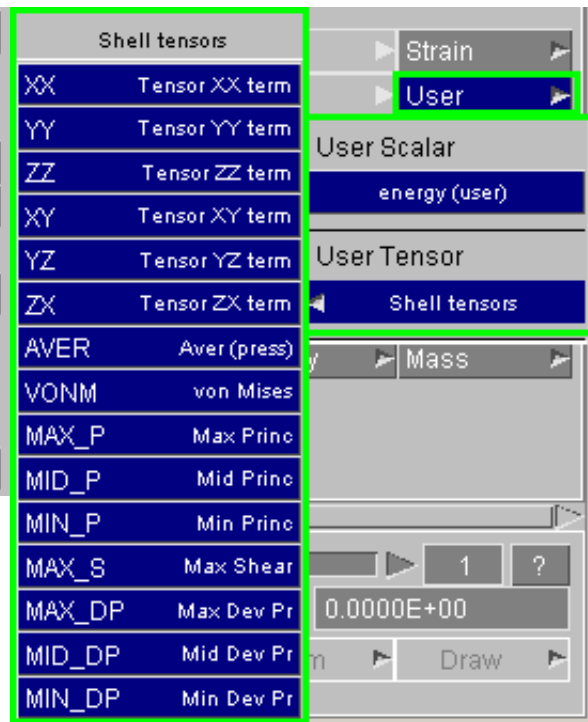 Shell tensors
XX Tensor XX term
YY Tensor YY term
ZZ Tensor ZZ term
XY Tensor XY term
YZ Tensor YZ term
ZX Tensor ZX term
AVER Aver (press)
VONM von Mises
MAX_P Max Princ
MID_P Mid Princ
MIN_P Min Princ
MAX_S Max Shear
MAX_DP Max Dev Pr
MID_DP Mid Dev Pr
MIN_DP Min Dev Pr
Strain
User
User Scalar
energy (user)
User Tensor
Shell tensors
Mass
1 ?
0.0000E+00
Draw